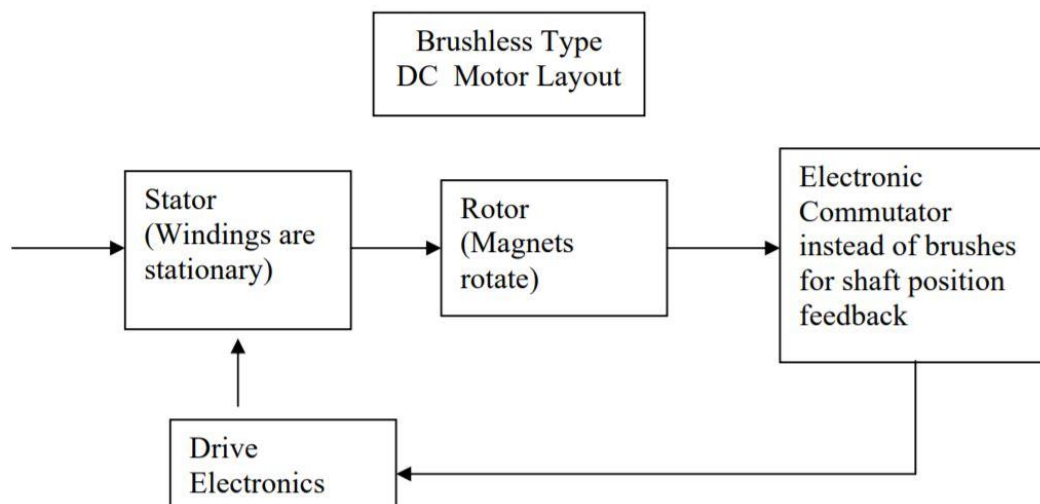 Brushless Type
DC Motor Layout
Stator
(Windings are
stationary)
Rotor
(Magnets
rotate)
Electronic
Commutator
instead of brushes
for shaft position
feedback
Drive
Electronics